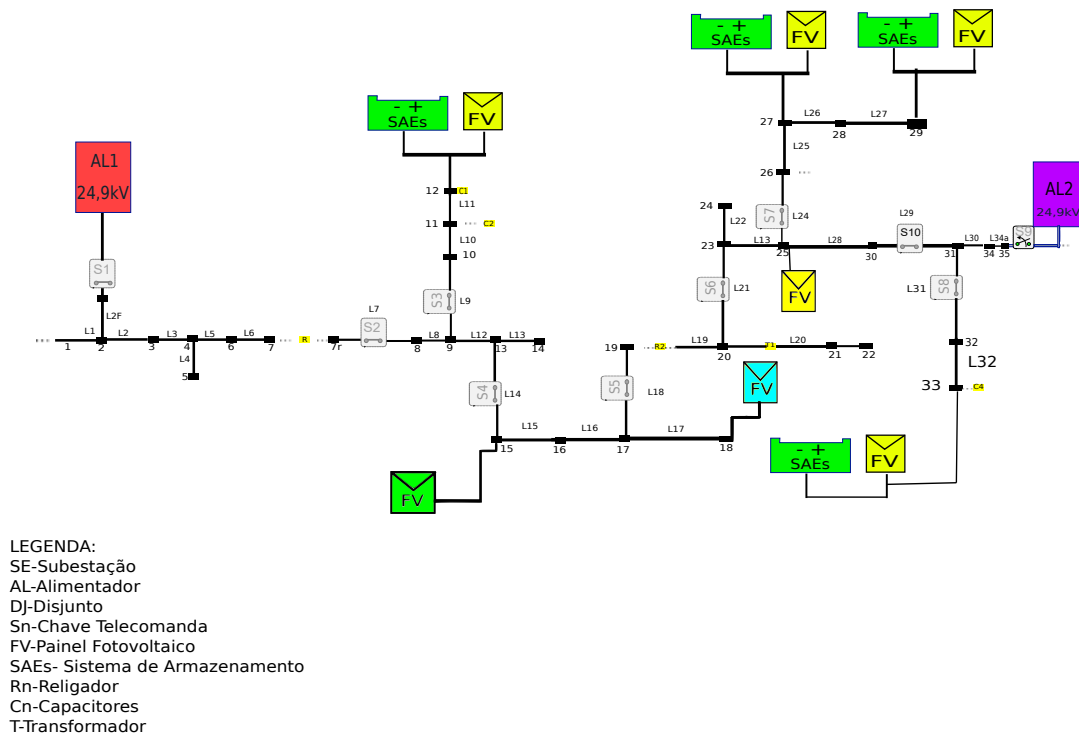 - +
SAEs
FV
- +
SAEs
FV
- +
SAEs
FV
AL1
24,9kV
27
L26
28
L27
29
L25
26
12
C1
L11
11
C2
L10
10
AL2
24,9kV
24
L22
S7
L24
L29
S10
23
L13
25
L28
30
31
L30
34
L34a
35
S9
S1
S3
L9
S6
L21
FV
L31
S8
L2F
L7
S2
L1
L2
L3
L5
L6
R
L8
L12
L13
1
2
3
4
6
7
7r
8
9
13
14
L4
5
19
R2
L19
20
T1
L20
21
22
32
L32
33
C4
S4
L14
S5
L18
FV
L15
L16
L17
15
16
17
18
- +
SAEs
FV
FV
LEGENDA:
SE-Subestação
AL-Alimentador
DJ-Disjunto
Sn-Chave Telecomanda
FV-Painel Fotovoltaico
SAEs- Sistema de Armazenamento
Rn-Religador
Cn-Capacitores
T-Transformador